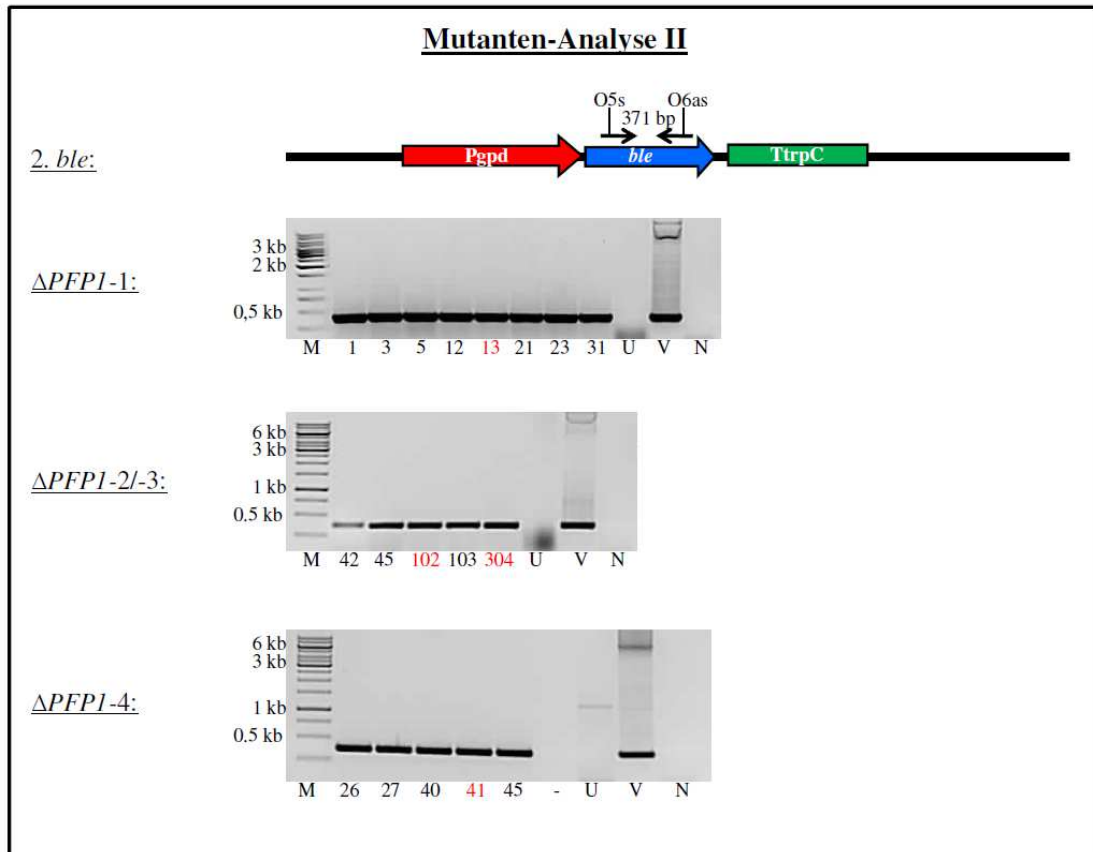 Mutanten-Analyse II
O5s O6as
371 bp
2. ble:
Pgpd ble TtrpC
ΔPFP1-1:
3 kb
2 kb
0,5 kb
M 1 3 5 12 13 21 23 31 U V N
ΔPFP1-2/-3:
6 kb
3 kb
1 kb
0.5 kb
M 42 45 102 103 304 U V N
ΔPFP1-4:
6 kb
3 kb
1 kb
0.5 kb
M 26 27 40 41 45 - U V N